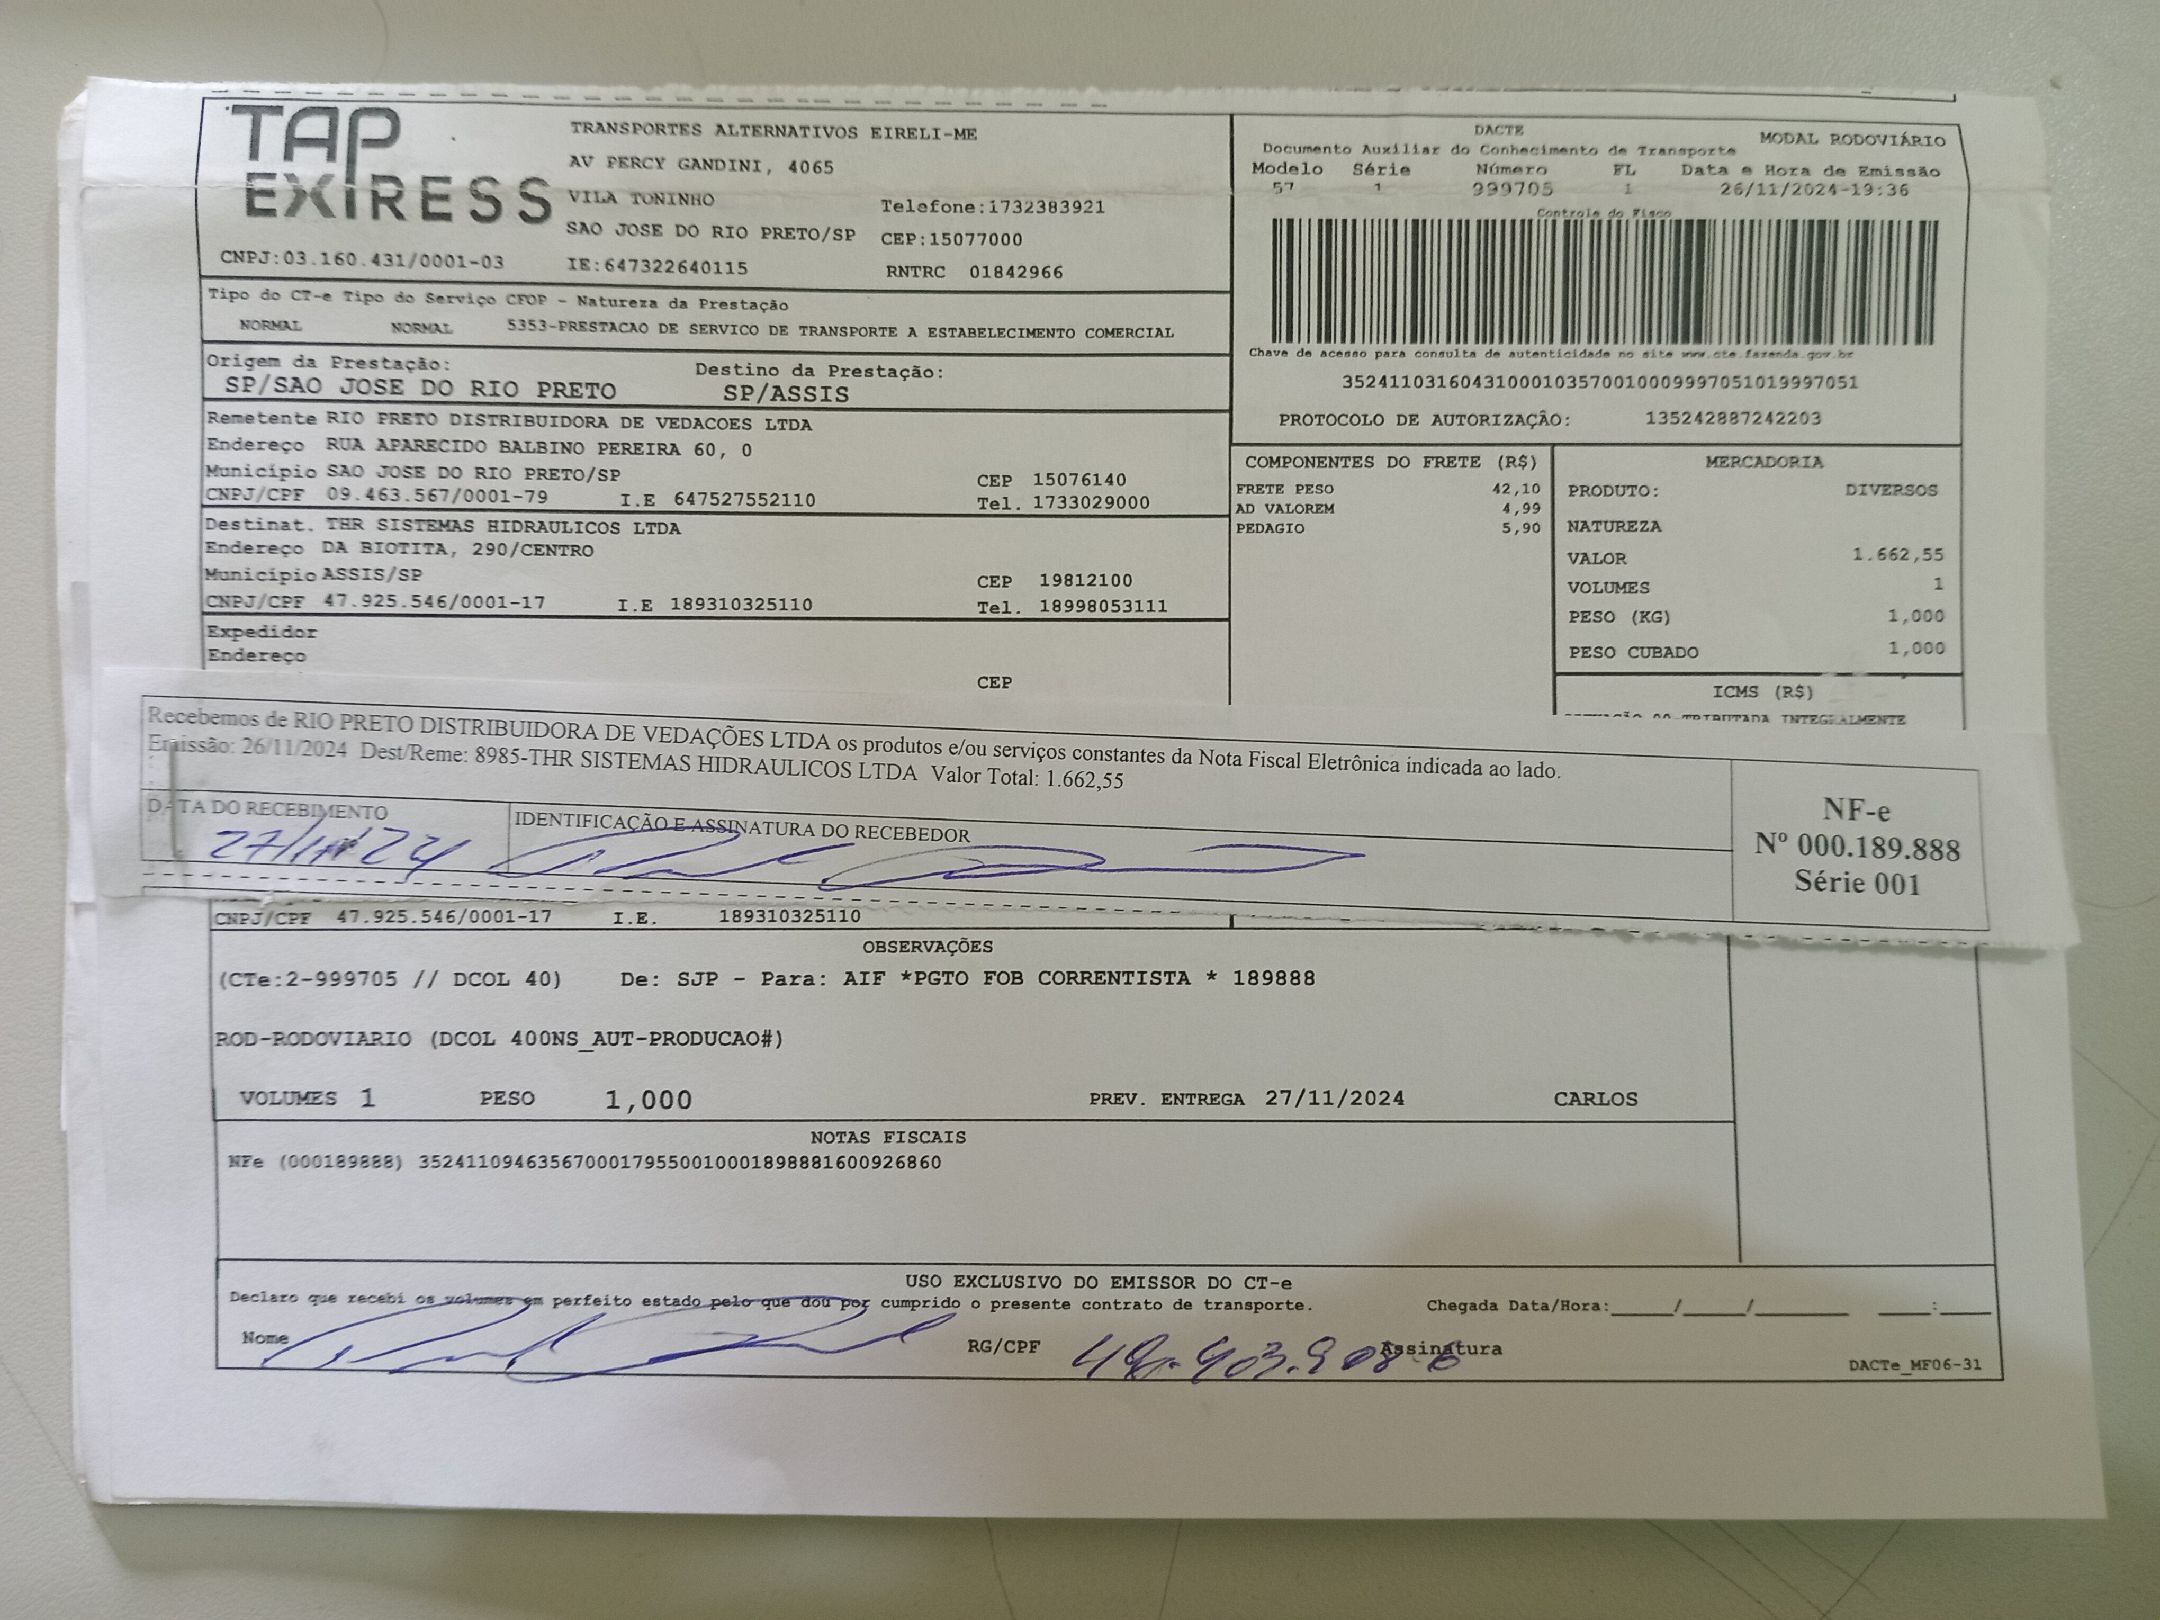 TAP
EXIRESS
TRANSPORTES ALTERNATIVOS EIRELI-ME
AV PERCY GANDINI, 4065
VILA TONINHO
Telefone:1732383921
SAO JOSE DO RIO PRETO/SP CEP:15077000
CNPJ:03.160.431/0001-03 IE:647322640115 RNTRC 01842966
DACTE
MODAL RODOVIÁRIO
Documento Auxiliar do Conhecimento de Transporte
Modelo Série Número FL Data e Hora de Emissão
57 1 999705 1 26/11/2024-19:36
Controle do Fisco
Chave de acesso para consulta de autenticidade no site www.cte.fazenda.gov.br
35241103160431000103570010009997051019997051
PROTOCOLO DE AUTORIZAÇÃO: 135242887242203
Tipo do CT-e Tipo do Serviço CFOP - Natureza da Prestação
NORMAL NORMAL 5353-PRESTACAO DE SERVICO DE TRANSPORTE A ESTABELECIMENTO COMERCIAL
Origem da Prestação: Destino da Prestação:
SP/SAO JOSE DO RIO PRETO SP/ASSIS
Remetente RIO PRETO DISTRIBUIDORA DE VEDACOES LTDA
Endereço RUA APARECIDO BALBINO PEREIRA 60, 0
Município SAO JOSE DO RIO PRETO/SP CEP 15076140
CNPJ/CPF 09.463.567/0001-79 I.E 647527552110 Tel. 1733029000
Destinat. THR SISTEMAS HIDRAULICOS LTDA
Endereço DA BIOTITA, 290/CENTRO
Município ASSIS/SP CEP 19812100
CNPJ/CPF 47.925.546/0001-17 I.E 189310325110 Tel. 18998053111
Expedidor
Endereço
CEP
COMPONENTES DO FRETE (R$)
FRETE PESO 42,10
AD VALOREM 4,99
PEDAGIO 5,90
MERCADORIA
PRODUTO: DIVERSOS
NATUREZA
VALOR 1.662,55
VOLUMES 1
PESO (KG) 1,000
PESO CUBADO 1,000
ICMS (R$)
TRIBUTADA INTEGRALMENTE
Recebemos de RIO PRETO DISTRIBUIDORA DE VEDAÇÕES LTDA os produtos e/ou serviços constantes da Nota Fiscal Eletrônica indicada ao lado.
Emissão: 26/11/2024 Dest/Reme: 8985-THR SISTEMAS HIDRAULICOS LTDA Valor Total: 1.662,55
DATA DO RECEBIMENTO IDENTIFICAÇÃO E ASSINATURA DO RECEBEDOR
27/11/24
NF-e
Nº 000.189.888
Série 001
CNPJ/CPF 47.925.546/0001-17 I.E. 189310325110
OBSERVAÇÕES
(CTe:2-999705 // DCOL 40) De: SJP - Para: AIF *PGTO FOB CORRENTISTA * 189888
ROD-RODOVIARIO (DCOL 400NS_AUT-PRODUCAO#)
VOLUMES 1 PESO 1,000 PREV. ENTREGA 27/11/2024 CARLOS
NOTAS FISCAIS
NFe (000189888) 35241109463567000179550010001898881600926860
USO EXCLUSIVO DO EMISSOR DO CT-e
Declaro que recebi os volumes em perfeito estado pelo que dou por cumprido o presente contrato de transporte. Chegada Data/Hora:____/____/______ ___:___
Nome RG/CPF Assinatura
DACTe_MF06-31